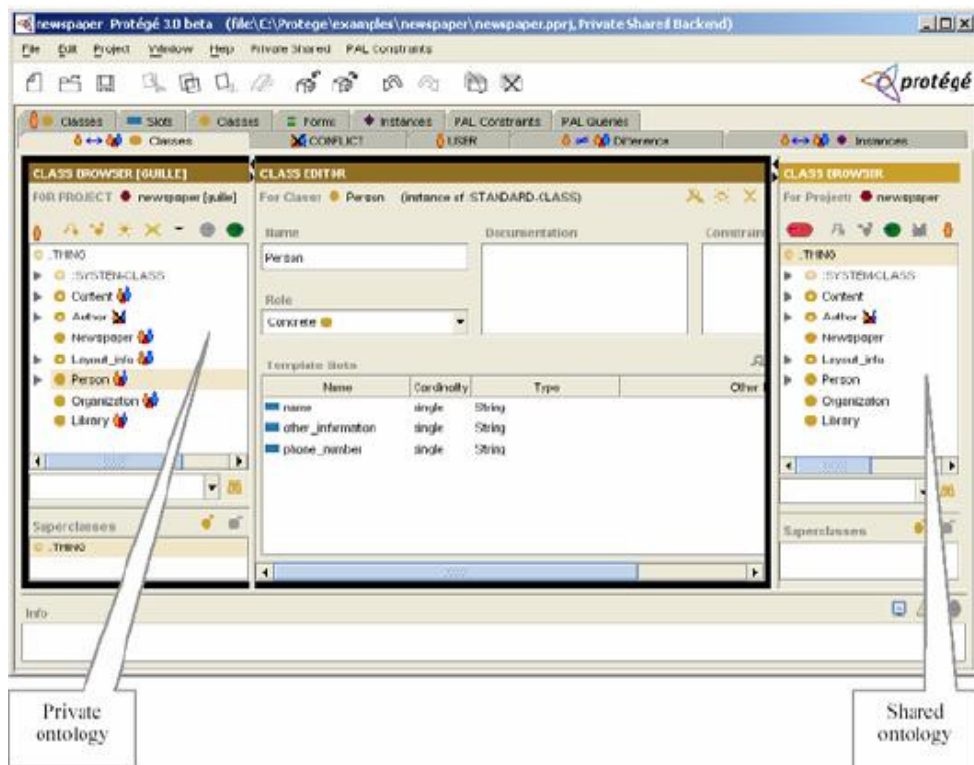 newspaper Protégé 3.0 beta (file:\C:\Protege\examples\newspaper\newspaper.pprj, Private Shared Backend)
File Edit Project Window Help Private Shared PAL Constraints
protégé
Classes Slots Classes Forms Instances PAL Constraints PAL Queries
Classes CONFLICT USER Difference Instances
CLASS BROWSER [GUILLE] CLASS EDITOR CLASS BROWSER
FOR PROJECT newspaper [guille] For Class: Person (instance of :STANDARD-CLASS) For Project: newspaper
Name Documentation Constraints
Person
Role
Concrete
Template Slots
Name Cardinality Type Other
name single String
other_information single String
phone_number single String
:THING
:SYSTEM-CLASS
Content
Author
Newspaper
Layout_info
Person
Organization
Library
Superclasses
:THING
:THING
:SYSTEM-CLASS
Content
Author
Newspaper
Layout_info
Person
Organization
Library
Superclasses
Info
Private
ontology
Shared
ontology